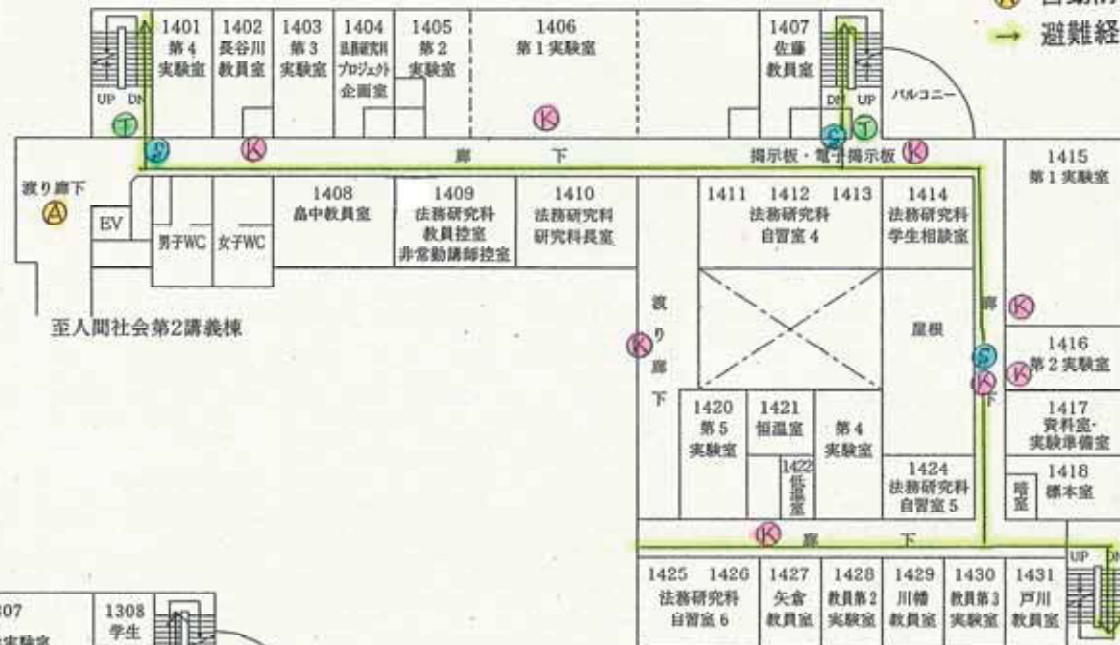 → 避難経
1401
第4
実験室
1402
長谷川
教員室
1403
第3
実験室
1404
法務研究科
プロジェクト
企画室
1405
第2
実験室
1406
第1実験室
1407
佐藤
教員室
UP DN
DN UP
バルコニー
T
T
S
K
K
S
K
廊 下
掲示板・電子掲示板
渡り廊下
A
EV
男子WC
女子WC
1408
畠中教員室
1409
法務研究科
教員控室
非常勤講師控室
1410
法務研究科
研究科長室
1411 1412 1413
法務研究科
自習室4
1414
法務研究科
学生相談室
1415
第1実験室
至人間社会第2講義棟
渡り廊下
K
屋根
廊下
K
S
K
K
1416
第2実験室
1417
資料室・
実験準備室
1418
標本室
暗室
1420
第5
実験室
1421
恒温室
1422
低温室
第4
実験室
1424
法務研究科
自習室5
K
廊 下
UP DN
1425 1426
法務研究科
自習室6
1427
矢倉
教員室
1428
教員第2
実験室
1429
川幡
教員室
1430
教員第3
実験室
1431
戸川
教員室
307
実験室
1308
学生